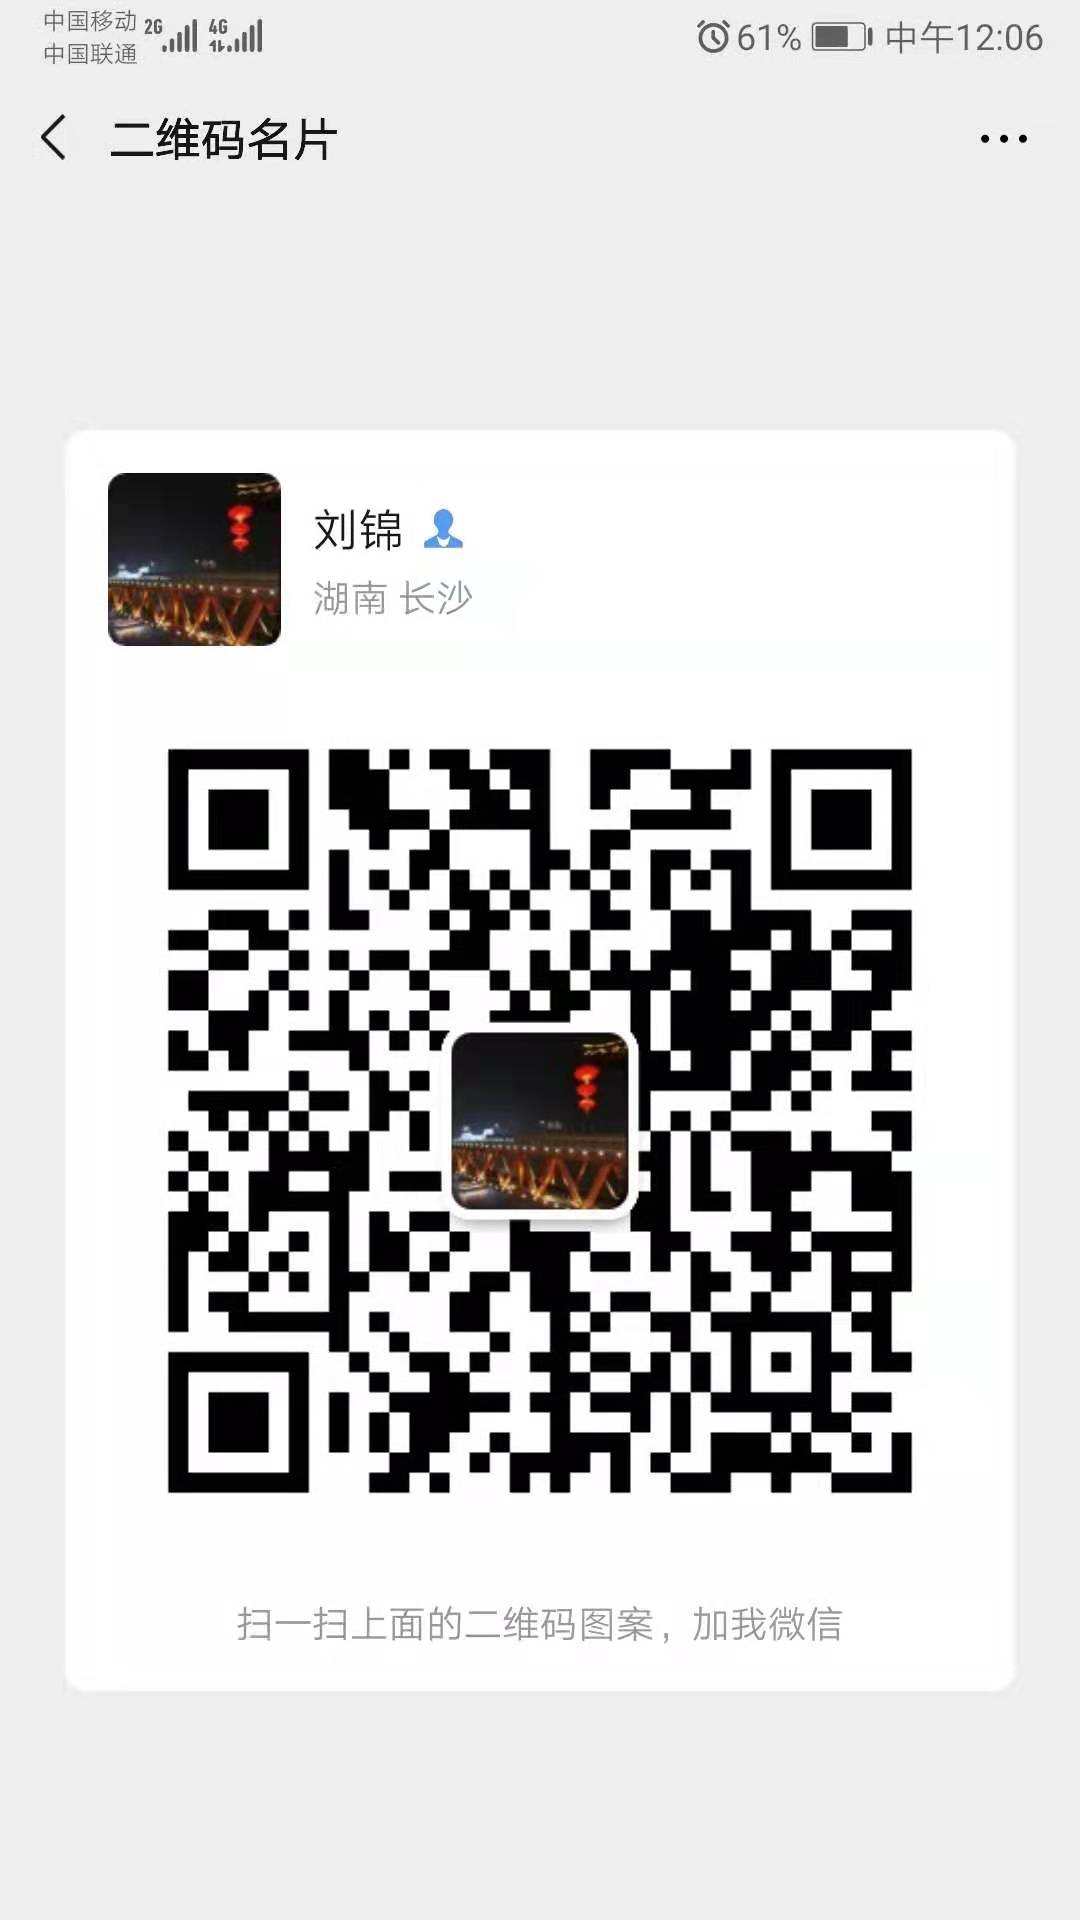 中国移动 2G 4G
中国联通
61% 中午12:06
二维码名片
刘锦
湖南 长沙
扫一扫上面的二维码图案，加我微信